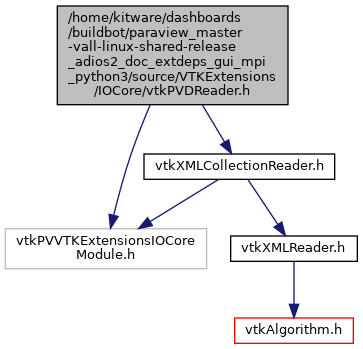 /home/kitware/dashboards
/buildbot/paraview_master
-vall-linux-shared-release
_adios2_doc_extdeps_gui_mpi
_python3/source/VTKExtensions
/IOCore/vtkPVDReader.h
vtkXMLCollectionReader.h
vtkPVVTKExtensionsIOCore
Module.h
vtkXMLReader.h
vtkAlgorithm.h